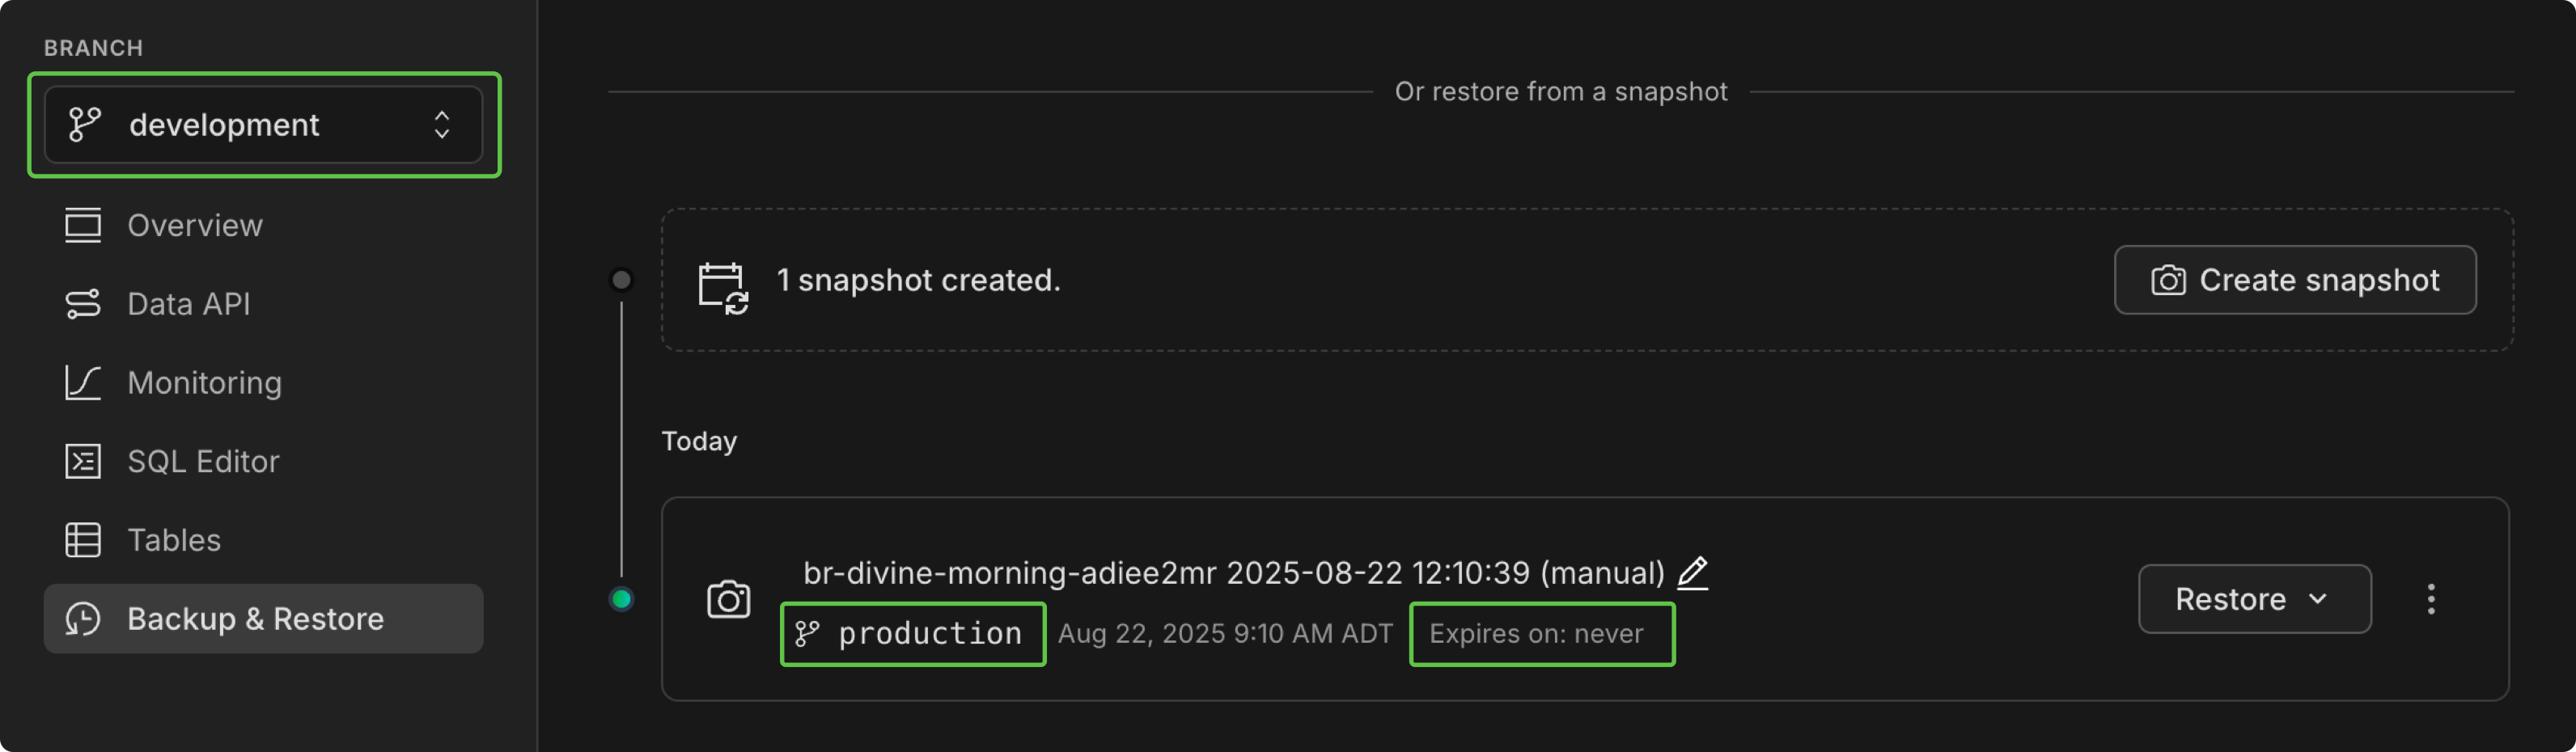 BRANCH
development
Overview
Data API
Monitoring
SQL Editor
Tables
Backup & Restore
Or restore from a snapshot
1 snapshot created.
Create snapshot
Today
br-divine-morning-adiee2mr 2025-08-22 12:10:39 (manual)
production Aug 22, 2025 9:10 AM ADT Expires on: never
Restore